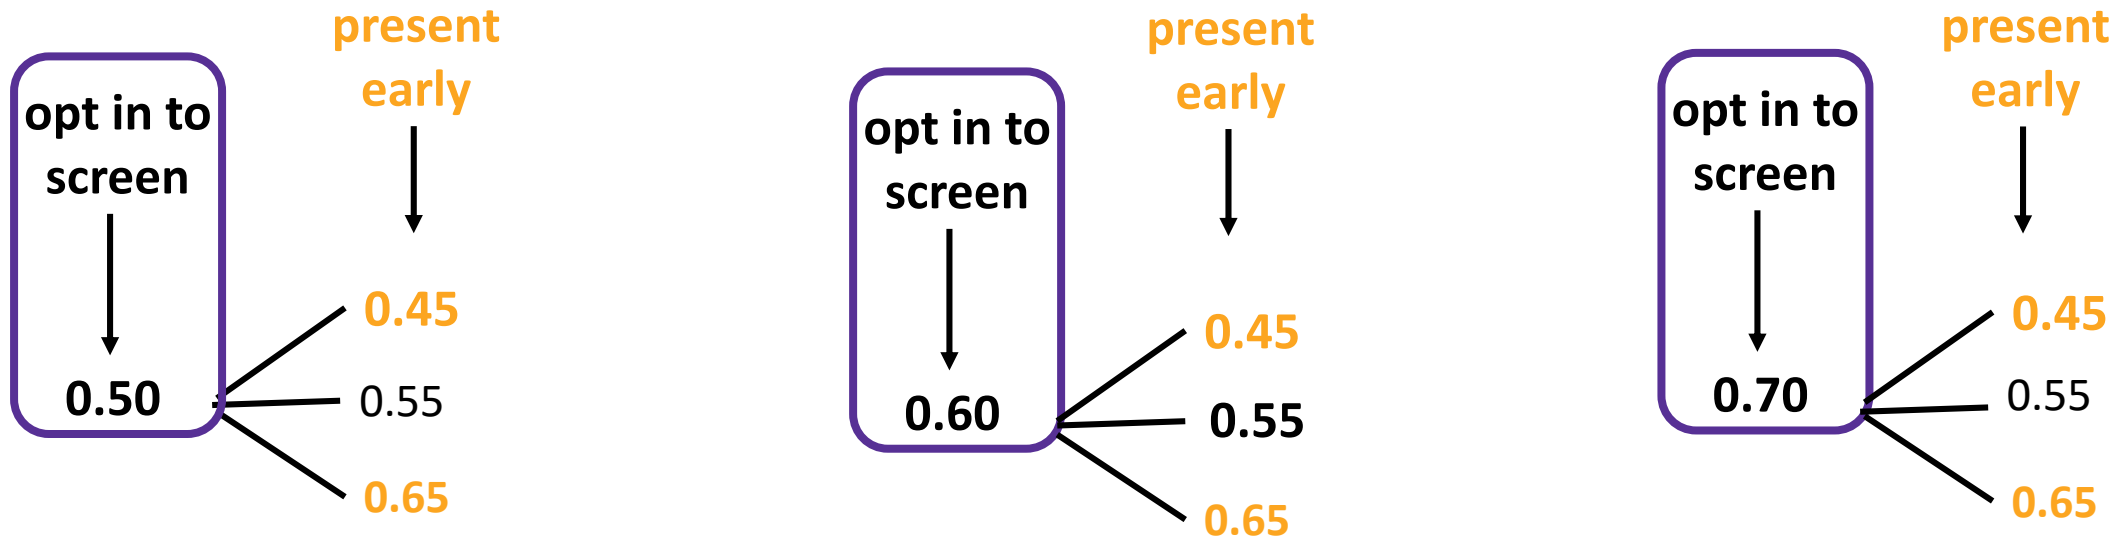 opt in to
screen
0.50
present
early
0.45
0.55
0.65
opt in to
screen
0.60
present
early
0.45
0.55
0.65
opt in to
screen
0.70
present
early
0.45
0.55
0.65